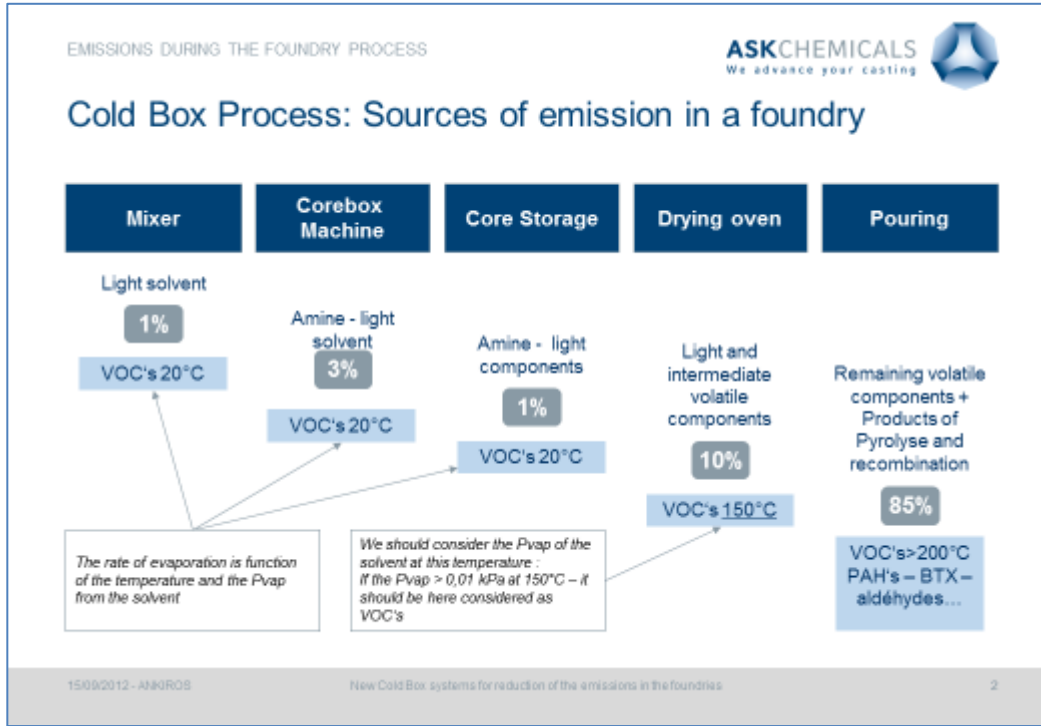 EMISSIONS DURING THE FOUNDRY PROCESS
ASKCHEMICALS
We advance your casting
Cold Box Process: Sources of emission in a foundry
Mixer
Light solvent
1%
VOC's 20°C
Corebox
Machine
Amine - light
solvent
3%
VOC's 20°C
Core Storage
Amine - light
components
1%
VOC's 20°C
Drying oven
Light and
intermediate
volatile
components
10%
VOC's 150°C
Pouring
Remaining volatile
components +
Products of
Pyrolyse and
recombination
85%
VOC's>200°C
PAH's – BTX –
aldéhydes...
The rate of evaporation is function
of the temperature and the Pvap
from the solvent
We should consider the Pvap of the
solvent at this temperature :
If the Pvap > 0,01 kPa at 150°C – it
should be here considered as
VOC's
15/09/2012 - ANKIROS
New Cold Box systems for reduction of the emissions in the foundries
2